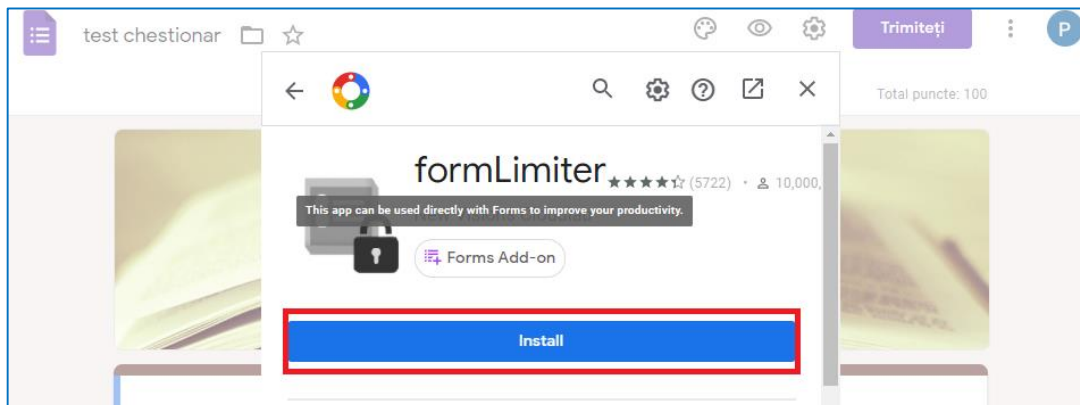 test chestionar
Trimiteți
P
Total puncte: 100
formLimiter
(5722) • 10,000,
This app can be used directly with Forms to improve your productivity.
Forms Add-on
Install